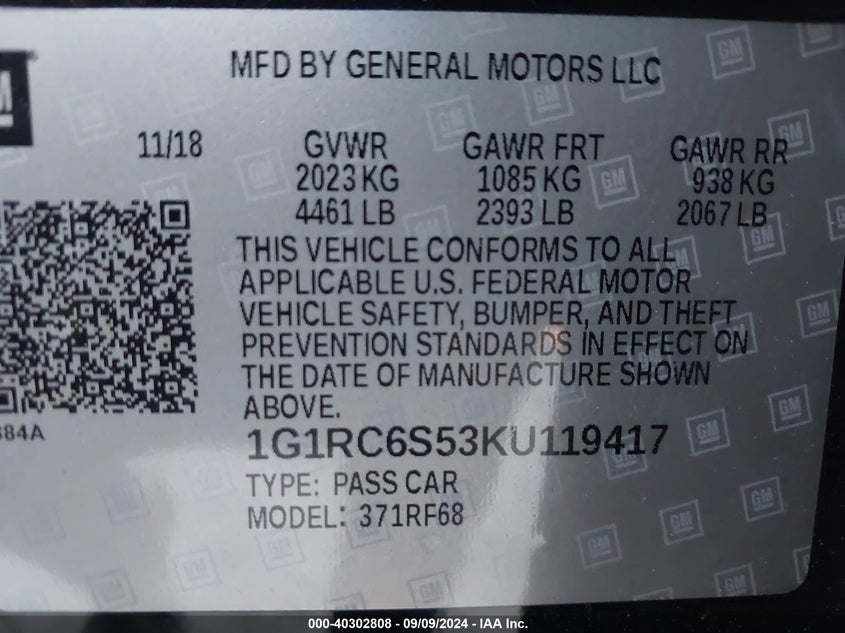 MFD BY GENERAL MOTORS LLC
11/18 GVWR GAWR FRT GAWR RR
2023 KG 1085 KG 938 KG
4461 LB 2393 LB 2067 LB
THIS VEHICLE CONFORMS TO ALL
APPLICABLE U.S. FEDERAL MOTOR
VEHICLE SAFETY, BUMPER, AND THEFT
PREVENTION STANDARDS IN EFFECT ON
THE DATE OF MANUFACTURE SHOWN
ABOVE.
84A
1G1RC6S53KU119417
TYPE: PASS CAR
MODEL: 371RF68
000-40302808 - 09/09/2024 - IAA Inc.